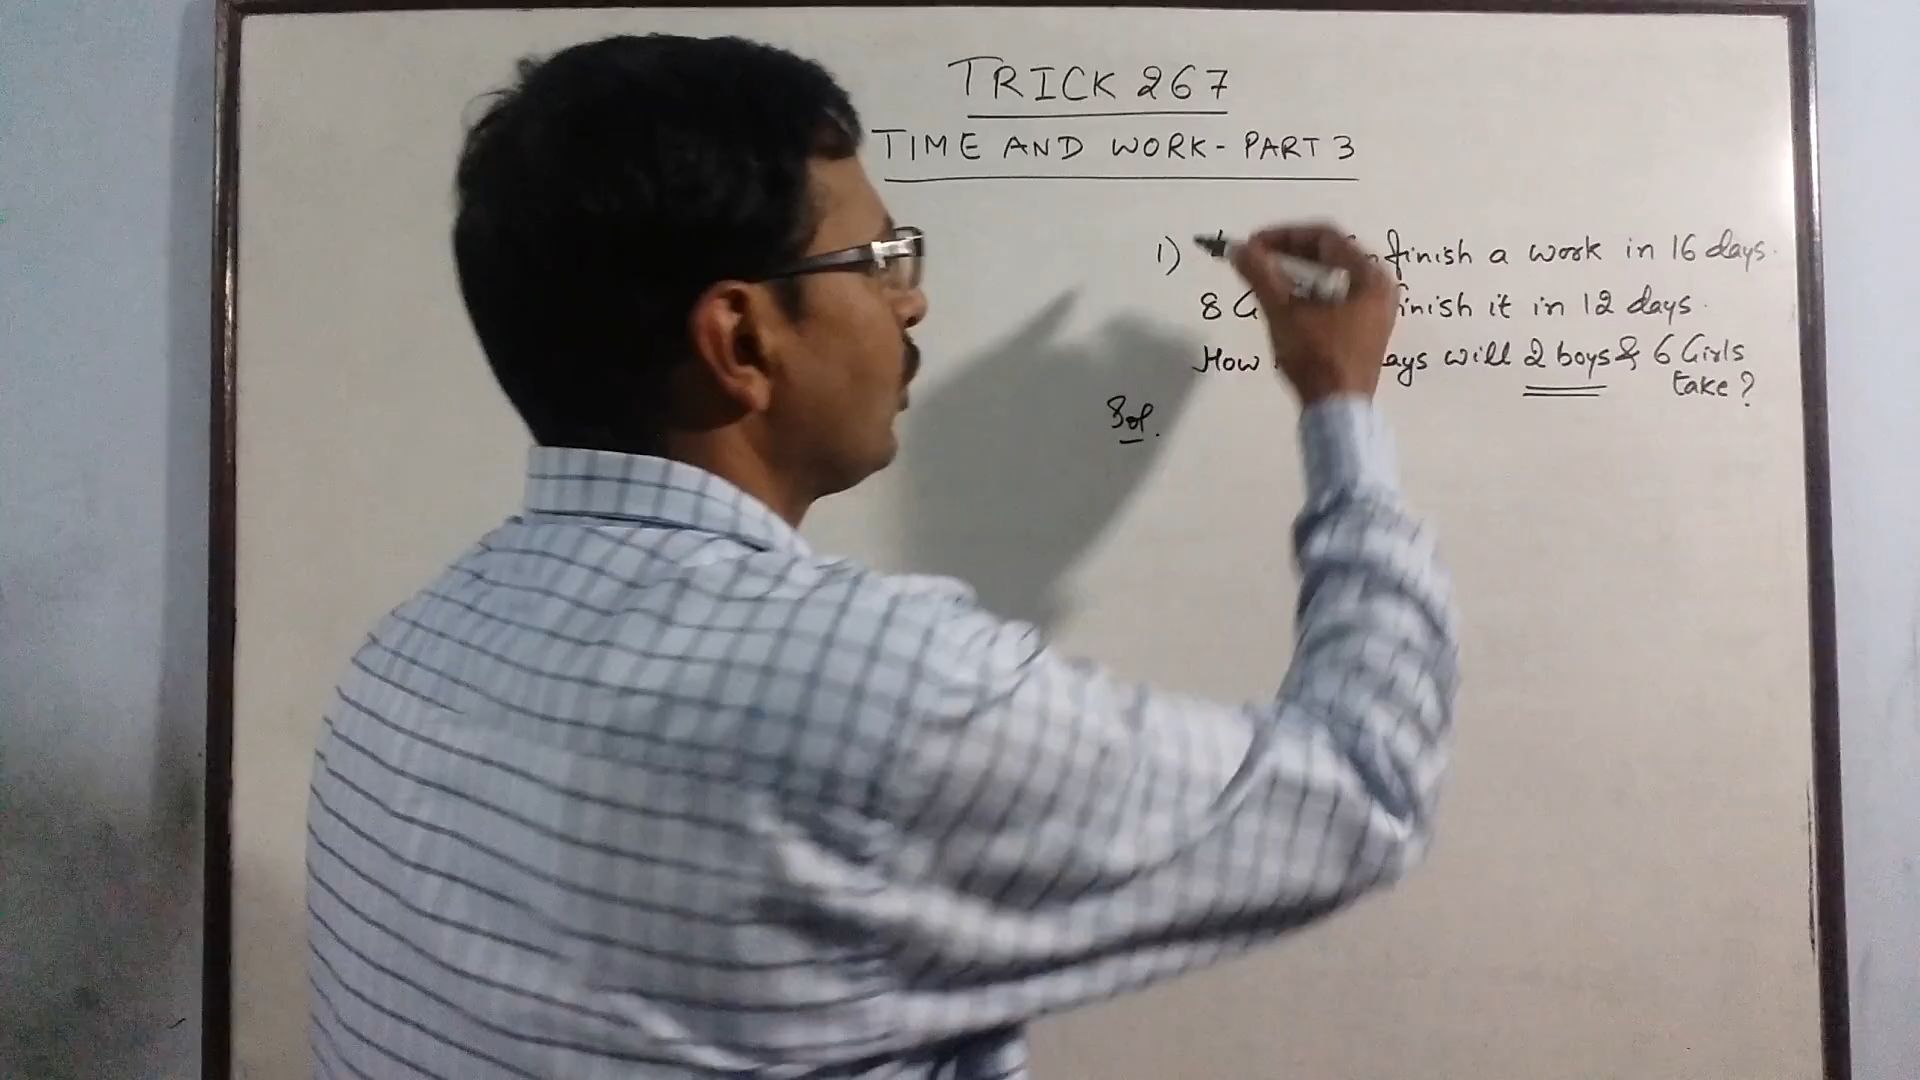 TRICK 267
TIME AND WORK - PART 3
1) finish a work in 16 days.
8 finish it in 12 days.
How will 2 boys & 6 Girls
take?
Sol.